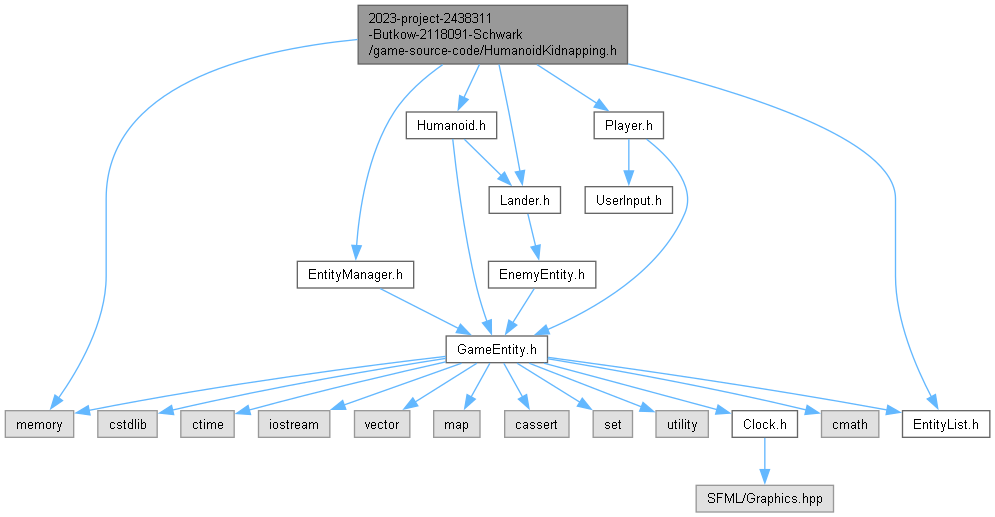 2023-project-2438311
-Butkow-2118091-Schwark
/game-source-code/HumanoidKidnapping.h
Humanoid.h
Player.h
Lander.h
UserInput.h
EntityManager.h
EnemyEntity.h
GameEntity.h
memory
cstdlib
ctime
iostream
vector
map
cassert
set
utility
Clock.h
cmath
EntityList.h
SFML/Graphics.hpp